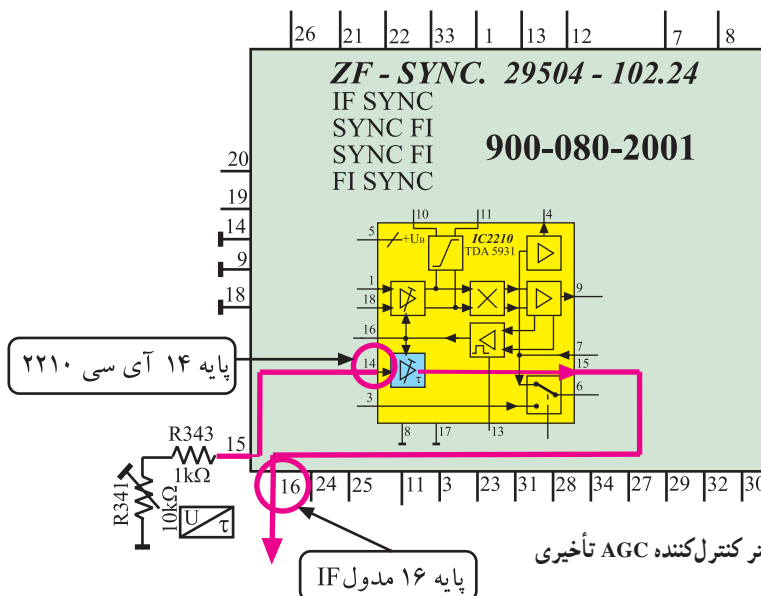 26 21 22 33 1 13 12 7 8
ZF - SYNC. 29504 - 102.24
IF SYNC
SYNC FI
SYNC FI
FI SYNC
900-080-2001
20
19
14
9
18
10 11 4
5 +UB IC2210
TDA 5931
1
18
9
16
7
14 τ 15
6
3
8 17 13
پایه ۱۴ آی سی ۲۲۱۰
R343
1kΩ
15
R341
10kΩ
U τ
16 24 25 11 3 23 31 28 34 27 29 32 30
پایه ۱۶ مدول IF
کنترل‌کننده AGC تأخیری